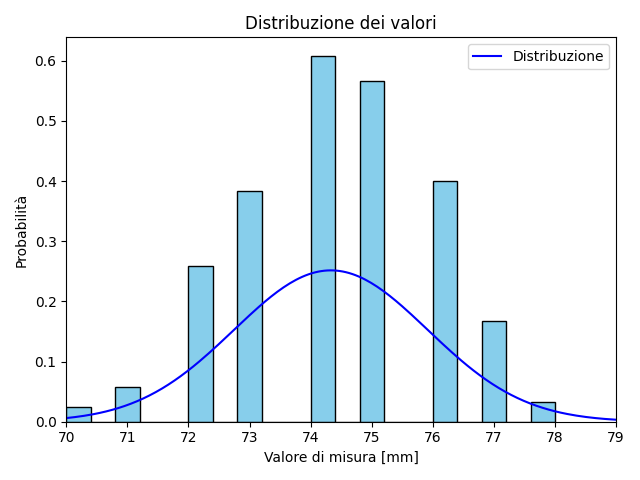 Distribuzione dei valori
Distribuzione
0.6
0.5
0.4
0.3
0.2
0.1
0.0
Probabilità
70 71 72 73 74 75 76 77 78 79
Valore di misura [mm]